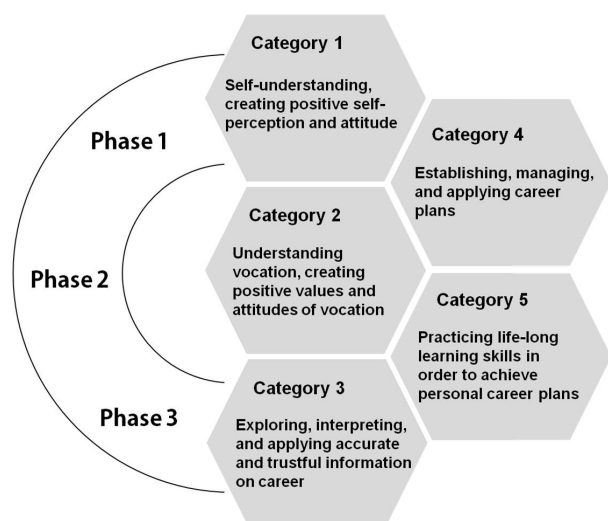 Phase 1
Phase 2
Phase 3
Category 1
Self-understanding,
creating positive self-
perception and attitude
Category 2
Understanding
vocation, creating
positive values and
attitudes of vocation
Category 3
Exploring, interpreting,
and applying accurate
and trustful information
on career
Category 4
Establishing, managing,
and applying career
plans
Category 5
Practicing life-long
learning skills in
order to achieve
personal career plans